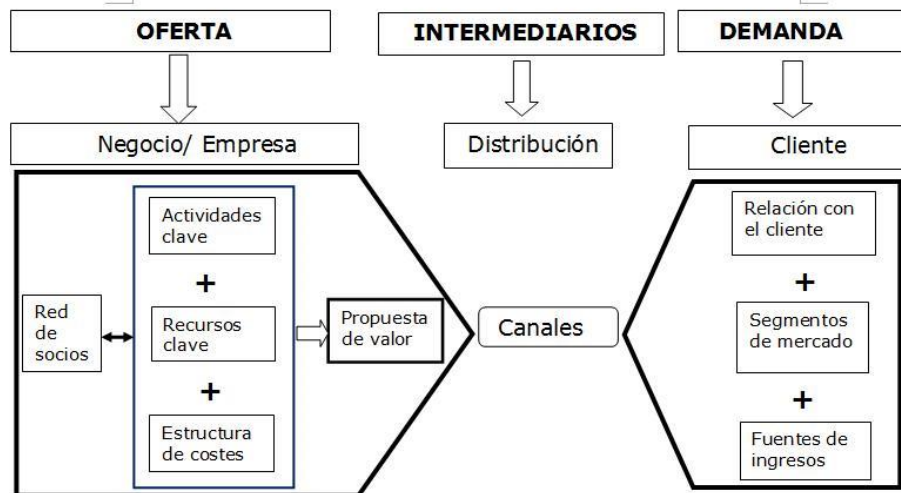 OFERTA
INTERMEDIARIOS
DEMANDA
Negocio/ Empresa
Distribución
Cliente
Actividades
clave
+
Recursos
clave
+
Estructura
de costes
Red
de
socios
Propuesta
de valor
Canales
Relación con
el cliente
+
Segmentos
de mercado
+
Fuentes de
ingresos